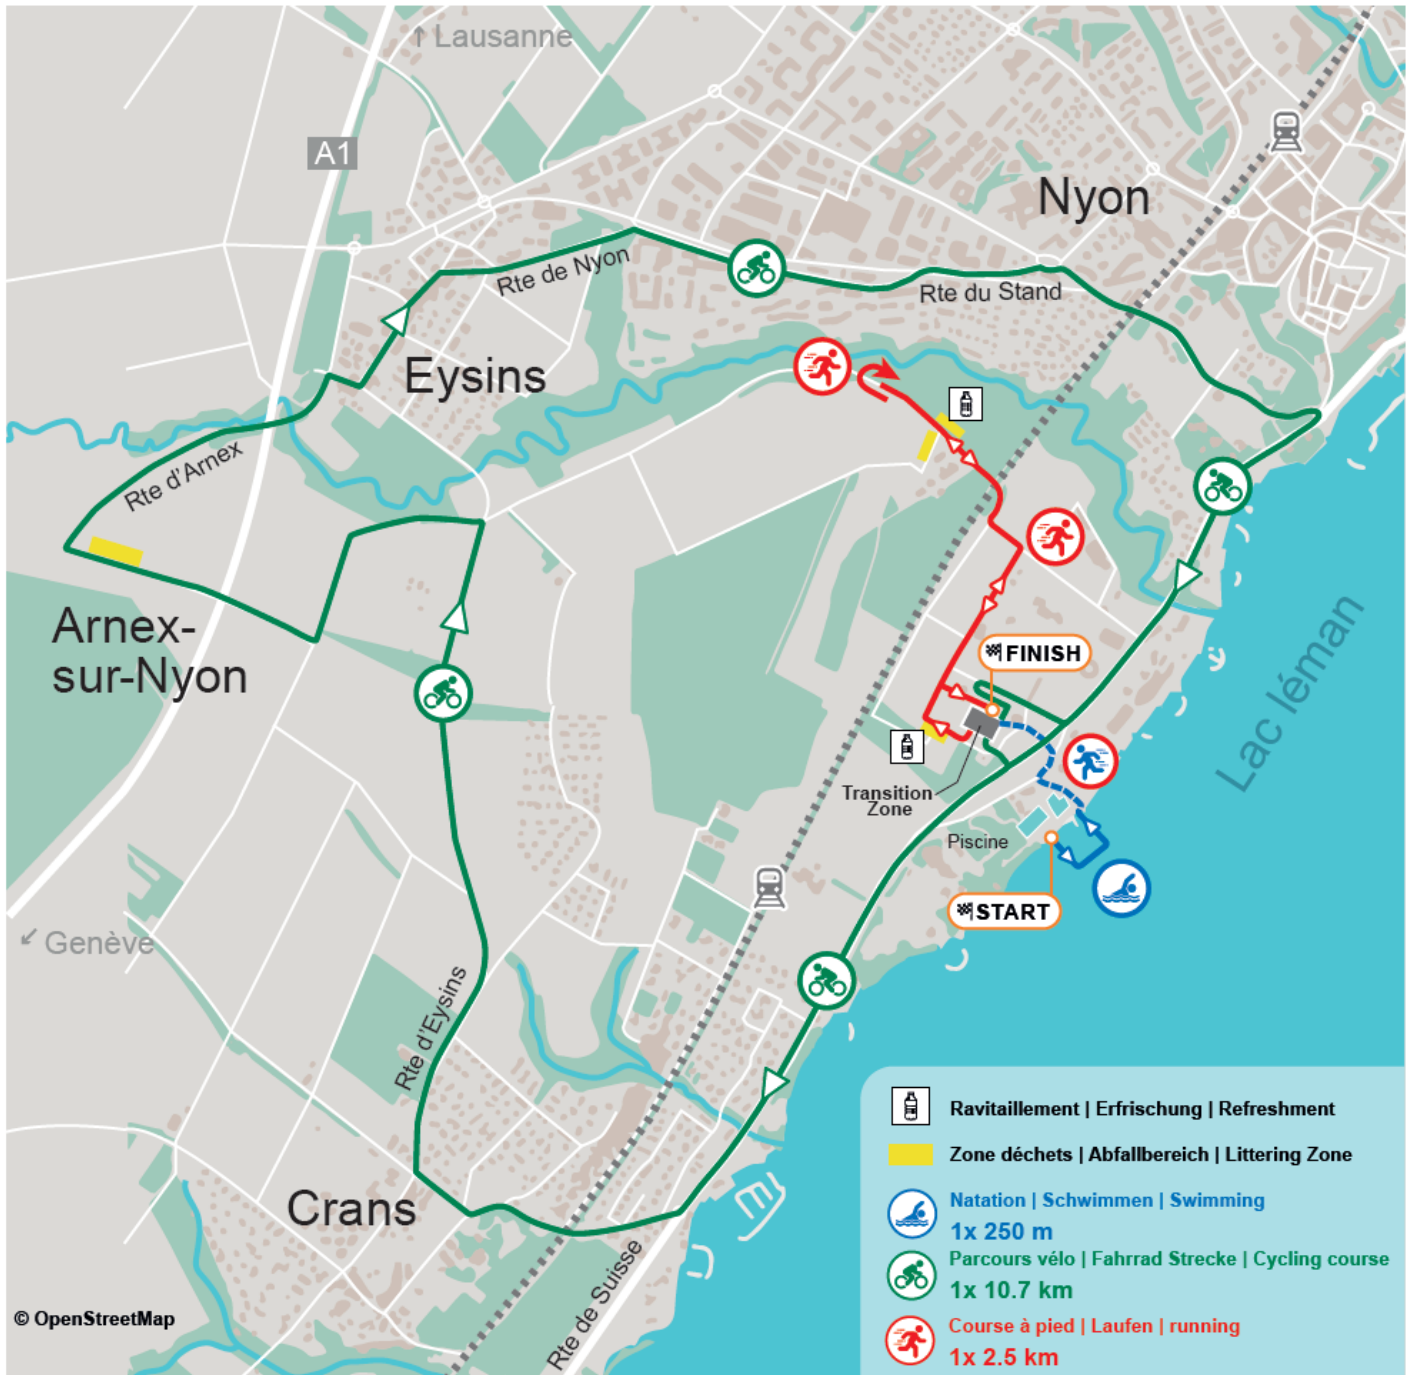 ↑ Lausanne
A1
Nyon
Rte de Nyon
Rte du Stand
Eysins
Rte d'Arnex
Arnex-
sur-Nyon
FINISH
Lac léman
Transition
Zone
Piscine
START
↙ Genève
Rte d'Eysins
Crans
Rte de Suisse
Ravitaillement | Erfrischung | Refreshment
Zone déchets | Abfallbereich | Littering Zone
Natation | Schwimmen | Swimming
1x 250 m
Parcours vélo | Fahrrad Strecke | Cycling course
1x 10.7 km
Course à pied | Laufen | running
1x 2.5 km
© OpenStreetMap